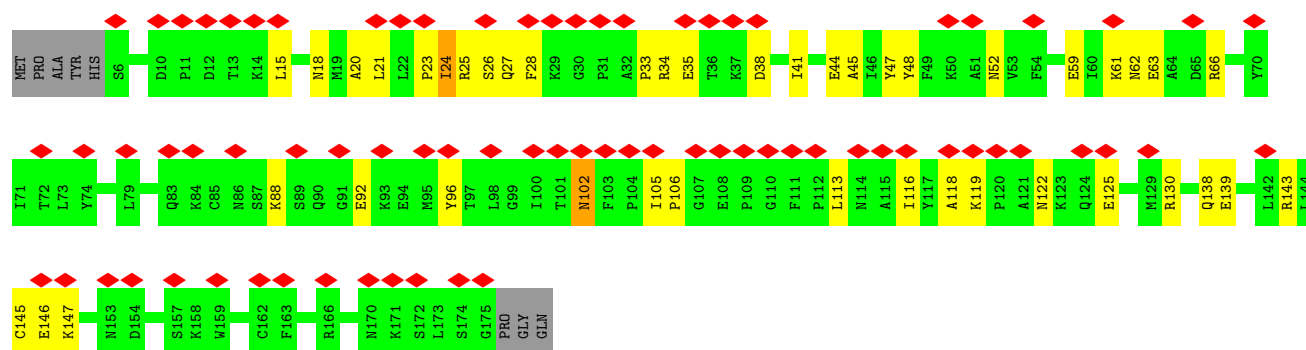 MET PRO ALA TYR HIS S6 D10 P11 D12 T13 K14 L15 N18 M19 A20 L21 L22 P23 I24 R25 S26 Q27 F28 K29 G30 P31 A32 P33 R34 E35 T36 K37 D38 I41 E44 A45 I46 Y47 Y48 F49 K50 A51 N52 V53 F54 E59 I60 K61 N62 E63 A64 D65 R66 Y70
I71 T72 L73 Y74 L79 Q83 K84 C85 N86 S87 K88 S89 Q90 G91 E92 K93 E94 M95 Y96 T97 L98 G99 I100 T101 N102 F103 P104 I105 P106 G107 E108 P109 G110 F111 P112 L113 N114 A115 I116 Y117 A118 K119 P120 A121 N122 K123 Q124 E125 M129 R130 Q138 E139 L142 R143 L144
C145 E146 K147 N153 D154 S157 K158 W159 C162 F163 R166 N170 K171 S172 L173 S174 G175 PRO GLY GLN